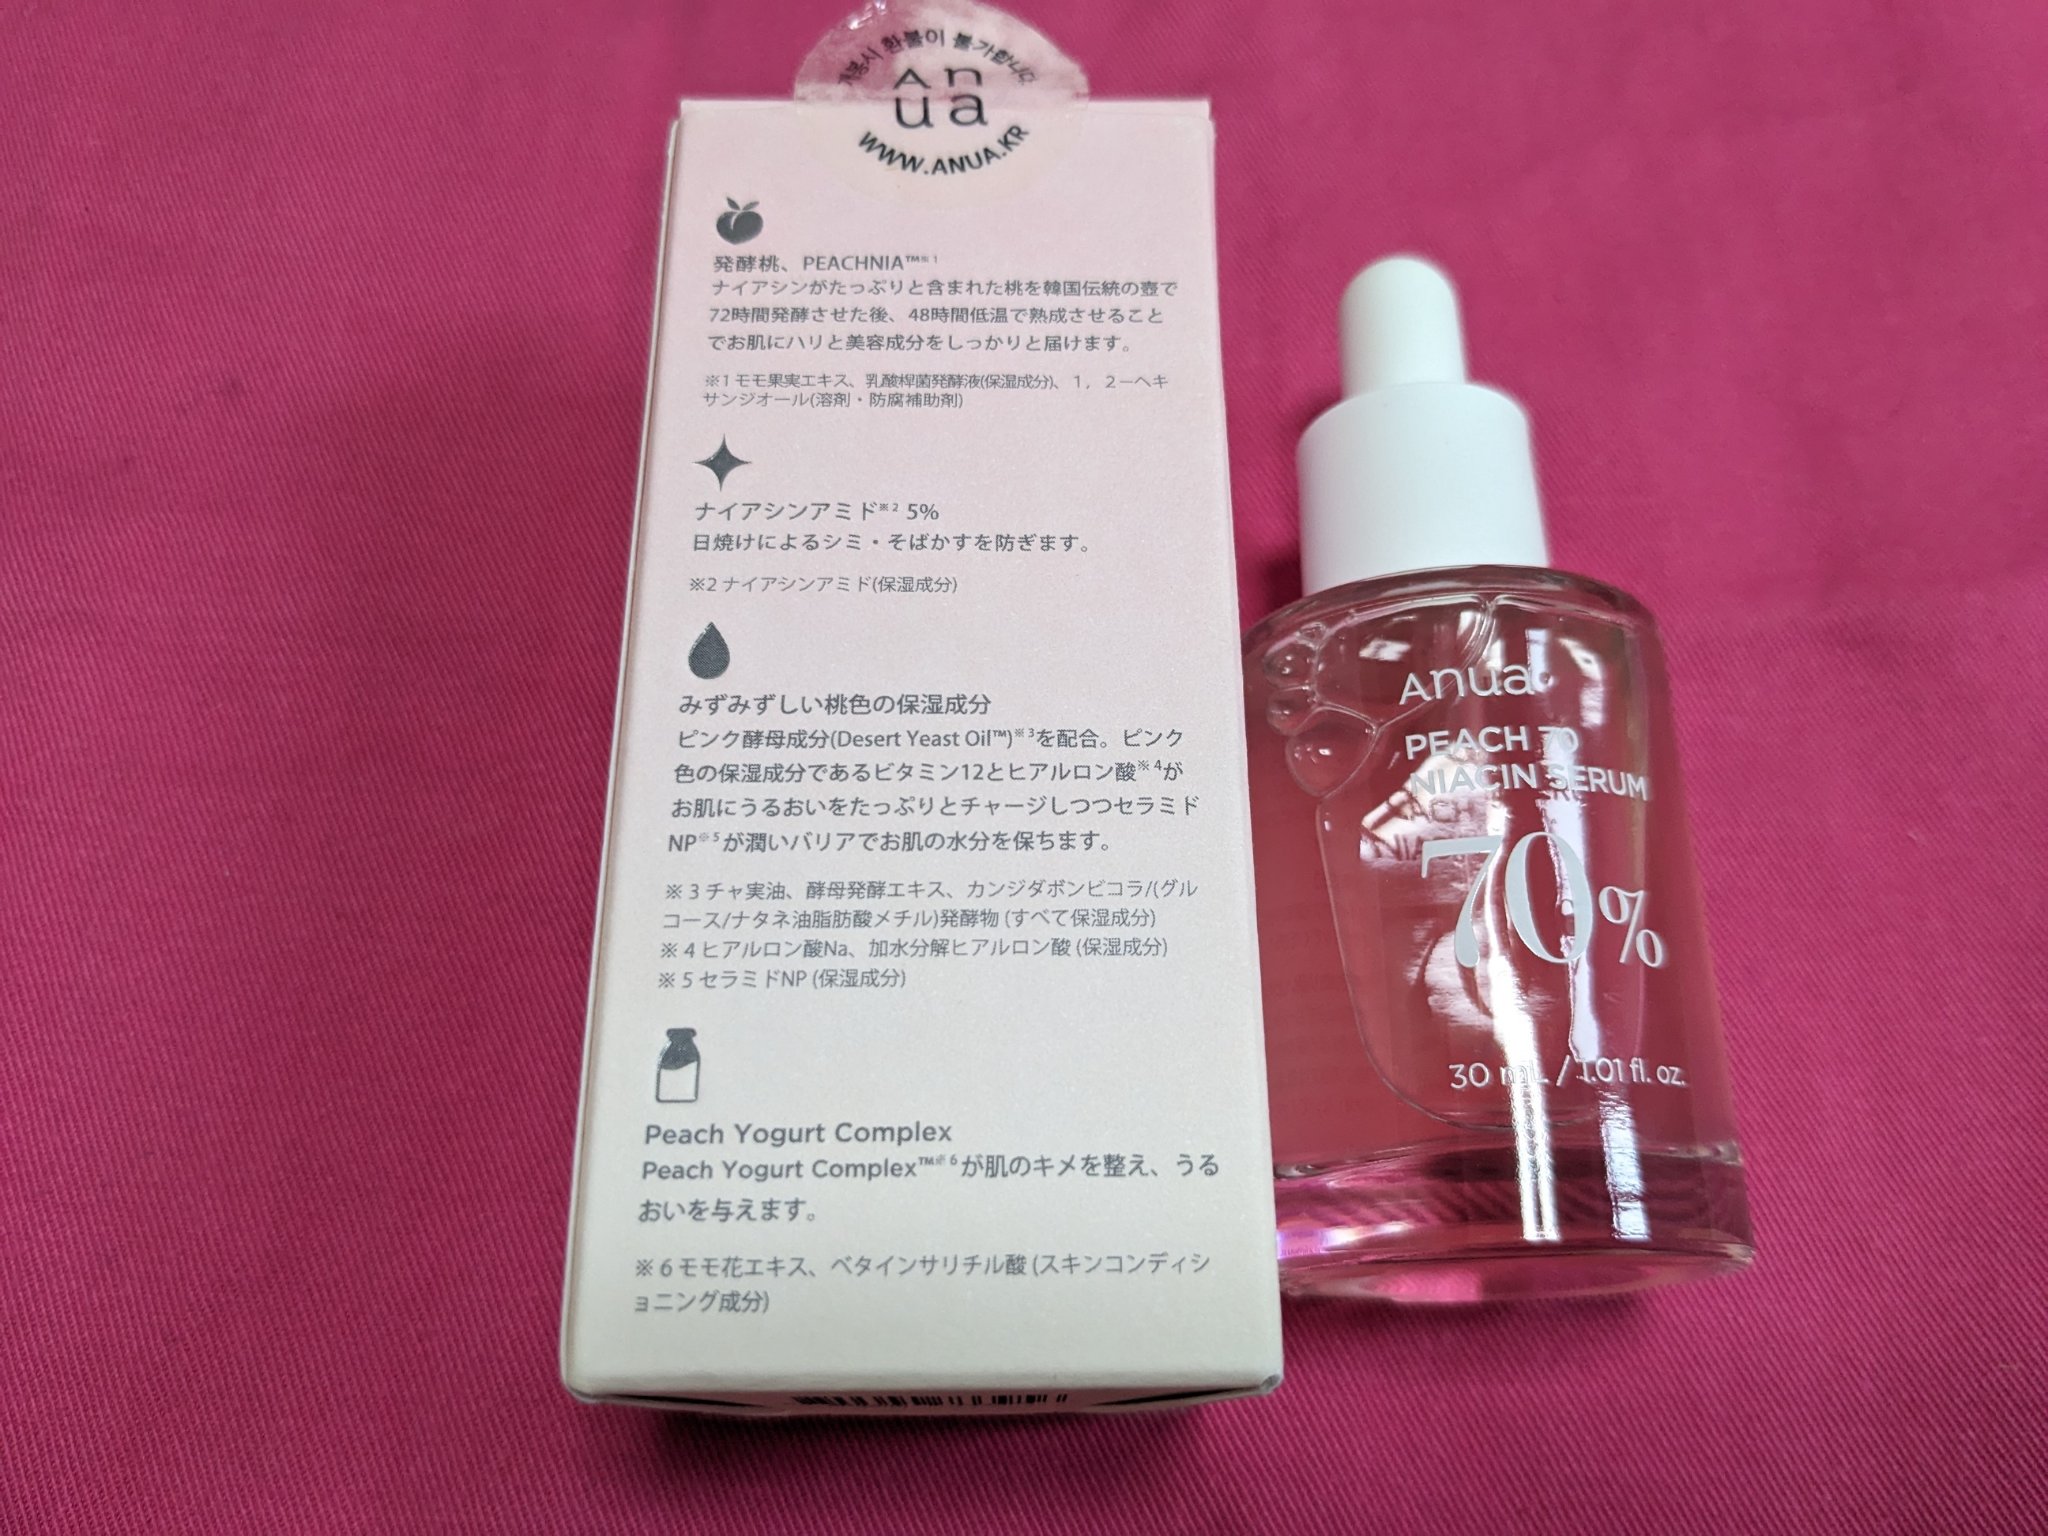 개봉시 환불이 불가합니다
An
ua
WWW.ANUA.KR
発酵桃、PEACHNIA™※1
ナイアシンがたっぷりと含まれた桃を韓国伝統の壺で
72時間発酵させた後、48時間低温で熟成させること
でお肌にハリと美容成分をしっかりと届けます。
※1 モモ果実エキス、乳酸桿菌発酵液(保湿成分)、1，2－ヘキ
サンジオール(溶剤・防腐補助剤)
ナイアシンアミド※2 5%
日焼けによるシミ・そばかすを防ぎます。
※2 ナイアシンアミド(保湿成分)
みずみずしい桃色の保湿成分
ピンク酵母成分(Desert Yeast Oil™)※3を配合。ピンク
色の保湿成分であるビタミン12とヒアルロン酸※4が
お肌にうるおいをたっぷりとチャージしつつセラミド
NP※5が潤いバリアでお肌の水分を保ちます。
※3 チャ実油、酵母発酵エキス、カンジダボンビコラ/(グル
コース/ナタネ油脂肪酸メチル)発酵物 (すべて保湿成分)
※4 ヒアルロン酸Na、加水分解ヒアルロン酸 (保湿成分)
※5 セラミドNP (保湿成分)
Peach Yogurt Complex
Peach Yogurt Complex™※6が肌のキメを整え、うる
おいを与えます。
※6 モモ花エキス、ベタインサリチル酸 (スキンコンディシ
ョニング成分)
Anua
PEACH 70
NIACIN SERUM
70%
30 mL / 1.01 fl. oz.